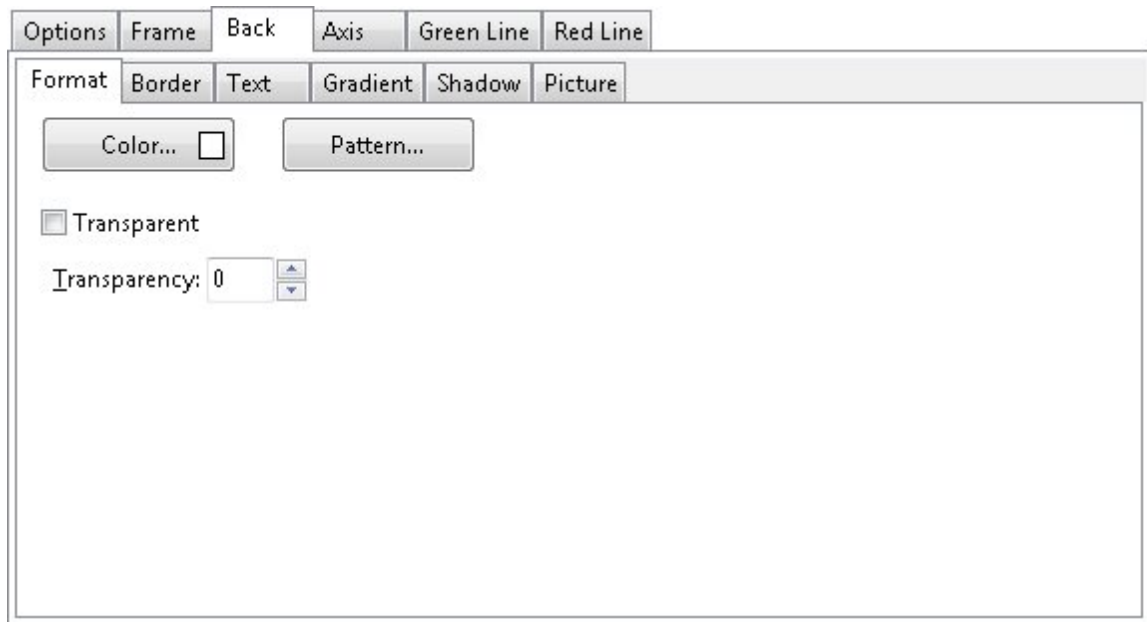 Options Frame Back Axis Green Line Red Line
Format Border Text Gradient Shadow Picture
Color... Pattern...
Transparent
Transparency: 0